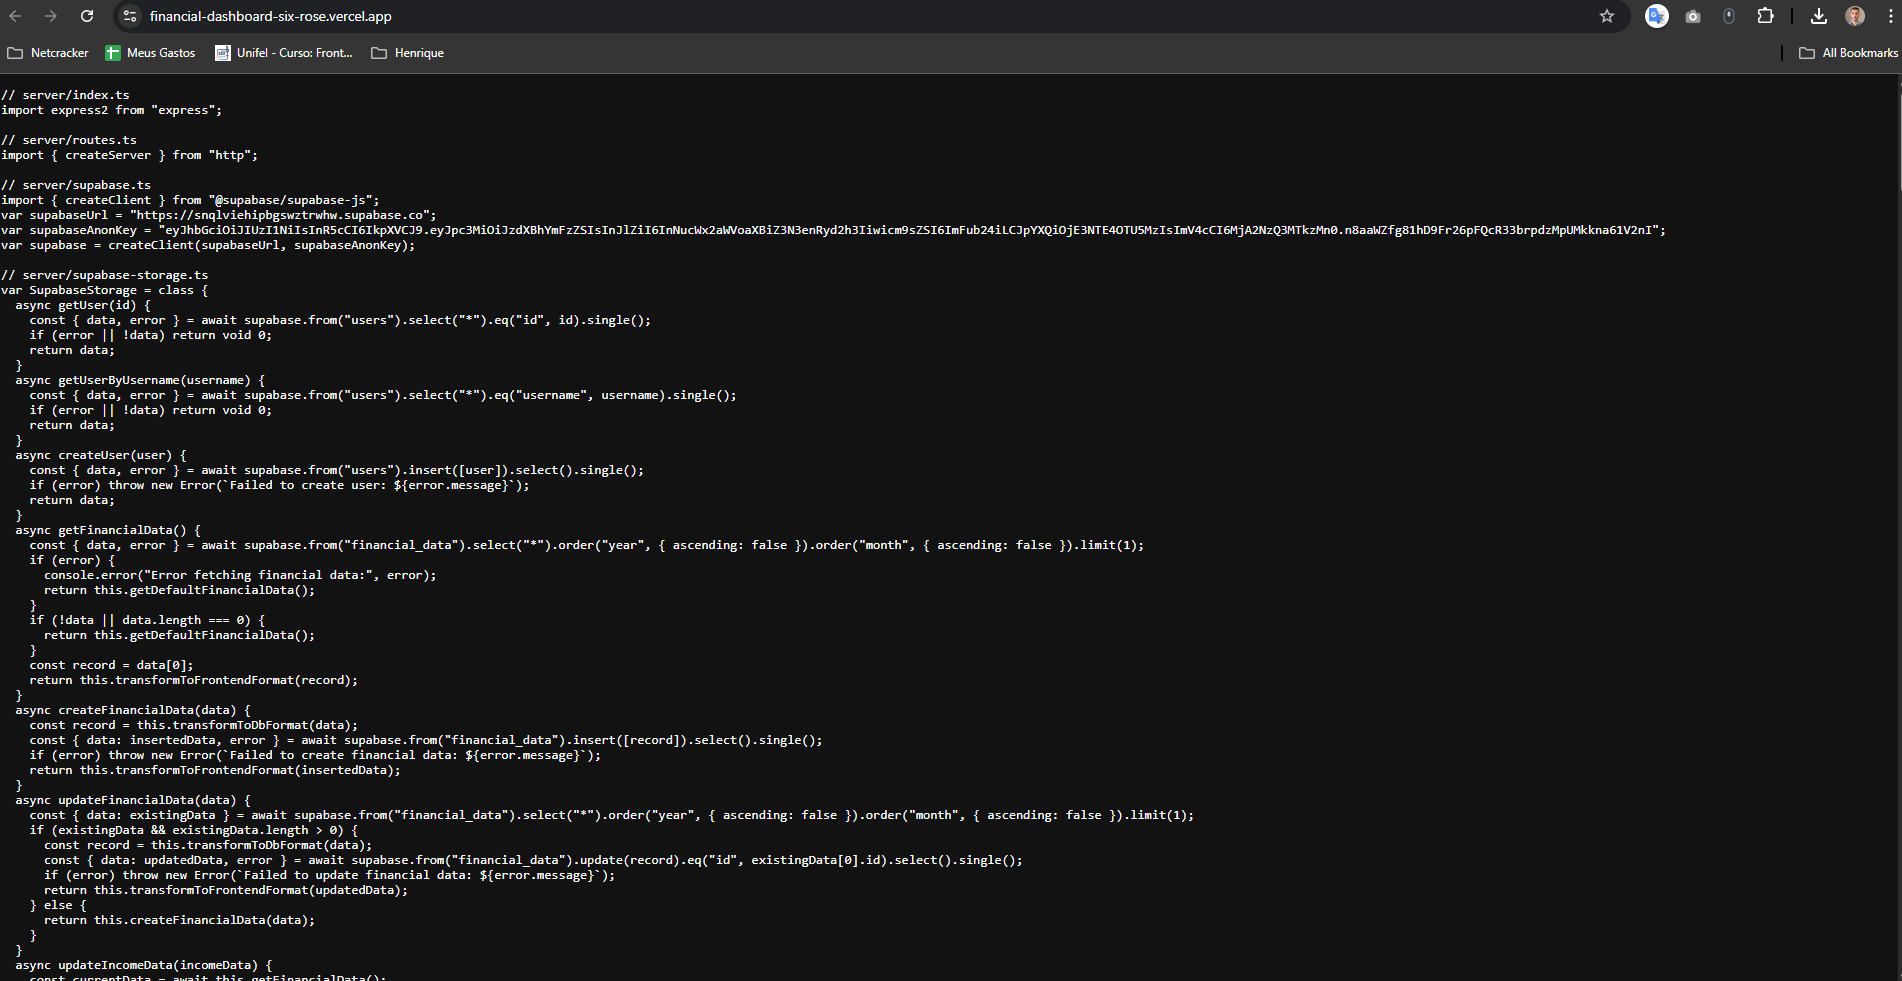 financial-dashboard-six-rose.vercel.app
Netcracker
Meus Gastos
Unifel - Curso: Front...
Henrique
All Bookmarks
// server/index.ts
import express2 from "express";
// server/routes.ts
import { createServer } from "http";
// server/supabase.ts
import { createClient } from "@supabase/supabase-js";
var supabaseUrl = "https://snqlviehipbgswztrwhw.supabase.co";
var supabaseAnonKey = "eyJhbGciOiJIUzI1NiIsInR5cCI6IkpXVCJ9.eyJpc3MiOiJzdXBhYmFzZSIsInJlZiI6InNucWx2aWVoaXBiZ3N3enRyd2h3Iiwicm9sZSI6ImFub24iLCJpYXQiOjE3NTE4OTU5MzIsImV4cCI6MjA2NzQ3MTkzMn0.n8aaWZfg81hD9Fr26pFQcR33brpdzMpUMkkna61V2nI";
var supabase = createClient(supabaseUrl, supabaseAnonKey);
// server/supabase-storage.ts
var SupabaseStorage = class {
async getUser(id) {
const { data, error } = await supabase.from("users").select("*").eq("id", id).single();
if (error || !data) return void 0;
return data;
}
async getUserByUsername(username) {
const { data, error } = await supabase.from("users").select("*").eq("username", username).single();
if (error || !data) return void 0;
return data;
}
async createUser(user) {
const { data, error } = await supabase.from("users").insert([user]).select().single();
if (error) throw new Error(`Failed to create user: ${error.message}`);
return data;
}
async getFinancialData() {
const { data, error } = await supabase.from("financial_data").select("*").order("year", { ascending: false }).order("month", { ascending: false }).limit(1);
if (error) {
console.error("Error fetching financial data:", error);
return this.getDefaultFinancialData();
}
if (!data || data.length === 0) {
return this.getDefaultFinancialData();
}
const record = data[0];
return this.transformToFrontendFormat(record);
}
async createFinancialData(data) {
const record = this.transformToDbFormat(data);
const { data: insertedData, error } = await supabase.from("financial_data").insert([record]).select().single();
if (error) throw new Error(`Failed to create financial data: ${error.message}`);
return this.transformToFrontendFormat(insertedData);
}
async updateFinancialData(data) {
const { data: existingData } = await supabase.from("financial_data").select("*").order("year", { ascending: false }).order("month", { ascending: false }).limit(1);
if (existingData && existingData.length > 0) {
const record = this.transformToDbFormat(data);
const { data: updatedData, error } = await supabase.from("financial_data").update(record).eq("id", existingData[0].id).select().single();
if (error) throw new Error(`Failed to update financial data: ${error.message}`);
return this.transformToFrontendFormat(updatedData);
} else {
return this.createFinancialData(data);
}
}
async updateIncomeData(incomeData) {
const currentData = await this.getFinancialData();